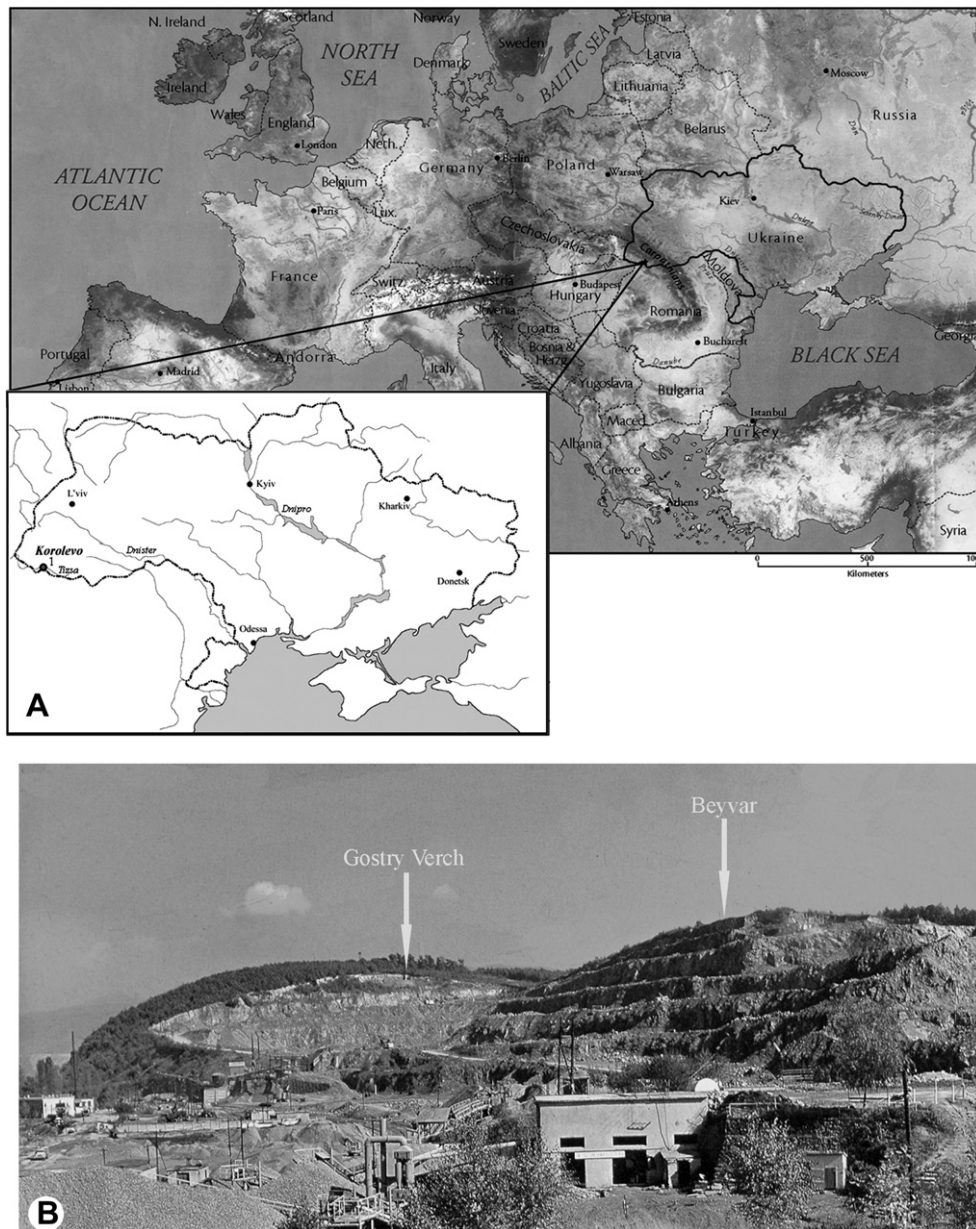 N. Ireland
Scotland
Norway
Sweden
Estonia
NORTH
SEA
Denmark
BALTIC SEA
Latvia
Lithuania
Moscow
Russia
Ireland
Wales
England
London
Neth.
Germany
Berlin
Poland
Warsaw
Belarus
Don
ATLANTIC
OCEAN
Belgium
Lux.
Paris
Kiev
Ukraine
Czechoslovakia
Carpathians
Moldova
France
Switz.
Austria
Budapest
Hungary
Slovenia
Romania
Croatia
Bosna &
Herzg.
Bucharest
Georgia
Portugal
Lisbon
Madrid
Andorra
Italy
Danube
BLACK SEA
Yugoslavia
Bulgaria
Istanbul
Turkey
Maced.
Albania
Greece
Athens
Syria
0 500 1000
Kilometers
L'viv
Kyiv
Dnipro
Kharkiv
Korolevo
1
Tizsa
Dnister
Donetsk
Odessa
A
Beyvar
Gostry Verch
B